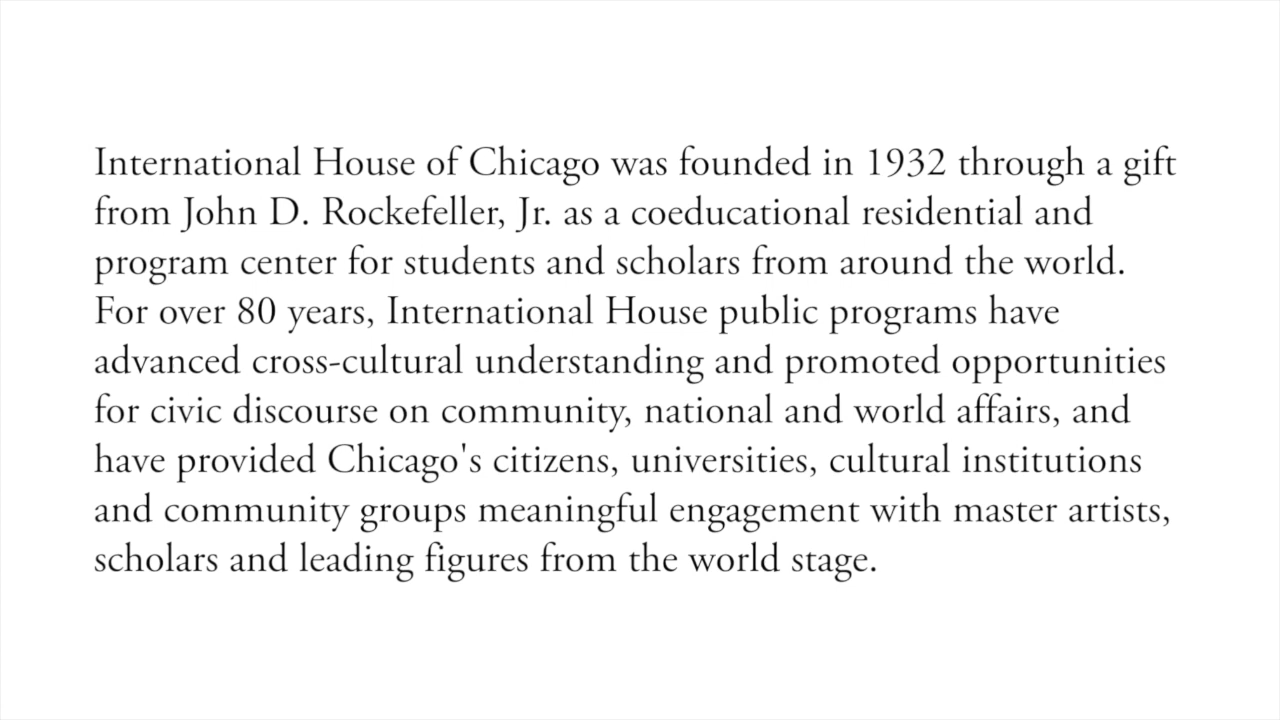 International House of Chicago was founded in 1932 through a gift
from John D. Rockefeller, Jr. as a coeducational residential and
program center for students and scholars from around the world.
For over 80 years, International House public programs have
advanced cross-cultural understanding and promoted opportunities
for civic discourse on community, national and world affairs, and
have provided Chicago's citizens, universities, cultural institutions
and community groups meaningful engagement with master artists,
scholars and leading figures from the world stage.